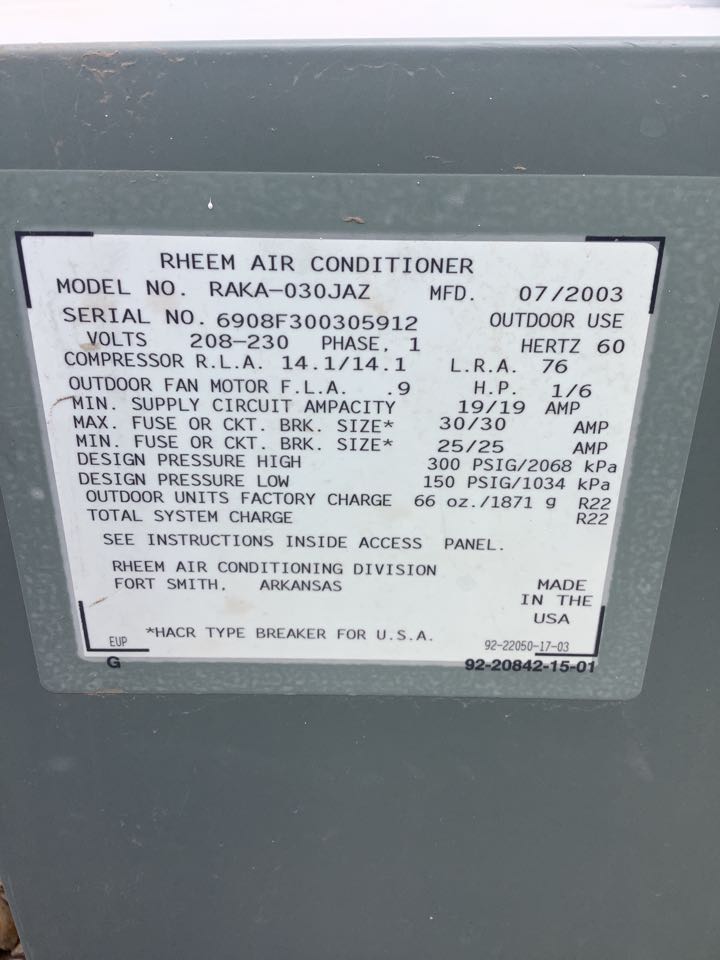 RHEEM AIR CONDITIONER
MODEL NO. RAKA-030JAZ MFD. 07/2003
SERIAL NO. 6908F300305912 OUTDOOR USE
VOLTS 208-230 PHASE. 1 HERTZ 60
COMPRESSOR R.L.A. 14.1/14.1 L.R.A. 76
OUTDOOR FAN MOTOR F.L.A. .9 H.P. 1/6
MIN. SUPPLY CIRCUIT AMPACITY 19/19 AMP
MAX. FUSE OR CKT. BRK. SIZE* 30/30 AMP
MIN. FUSE OR CKT. BRK. SIZE* 25/25 AMP
DESIGN PRESSURE HIGH 300 PSIG/2068 kPa
DESIGN PRESSURE LOW 150 PSIG/1034 kPa
OUTDOOR UNITS FACTORY CHARGE 66 oz./1871 g R22
TOTAL SYSTEM CHARGE R22
SEE INSTRUCTIONS INSIDE ACCESS PANEL.
RHEEM AIR CONDITIONING DIVISION
FORT SMITH. ARKANSAS
MADE
IN THE
USA
EUP *HACR TYPE BREAKER FOR U.S.A. 92-22050-17-03
G 92-20842-15-01